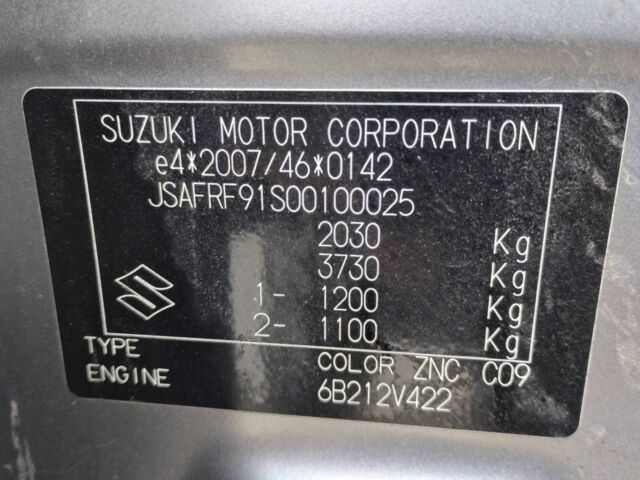 SUZUKI MOTOR CORPORATION
e4*2007/46*0142
JSAFRF91S00100025
2030 Kg
3730 Kg
1- 1200 Kg
2- 1100 Kg
TYPE COLOR ZNC C09
ENGINE 6B212V422